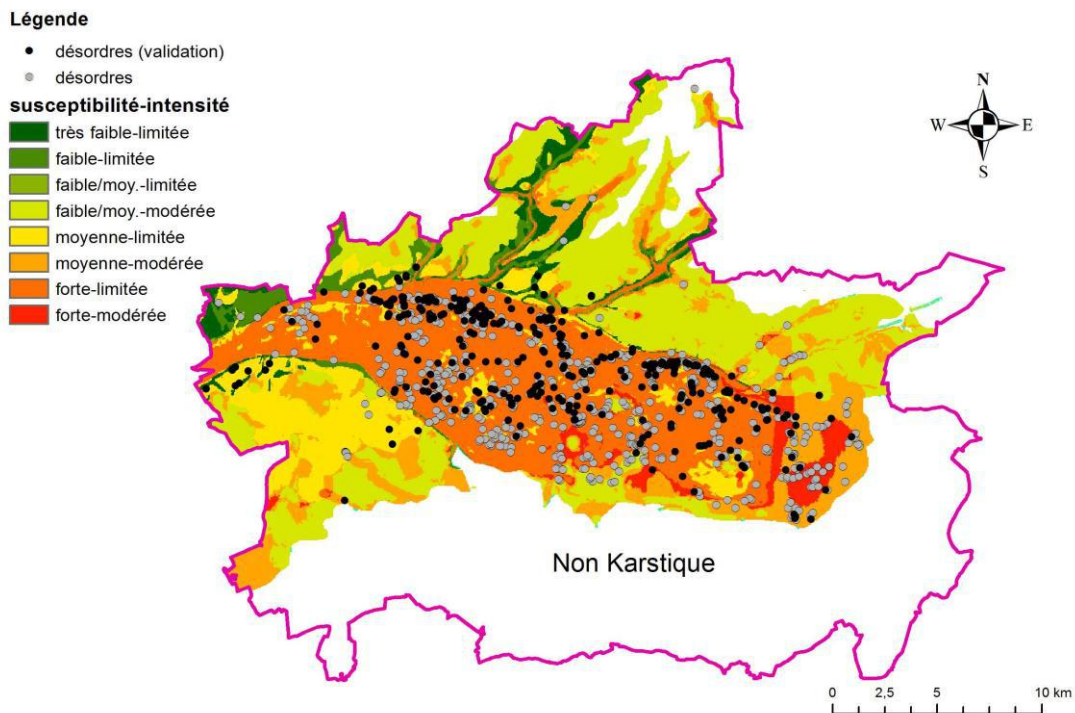 Légende
désordres (validation)
désordres
susceptibilité-intensité
très faible-limitée
faible-limitée
faible/moy.-limitée
faible/moy.-modérée
moyenne-limitée
moyenne-modérée
forte-limitée
forte-modérée
N
W
E
S
Non Karstique
0 2,5 5 10 km